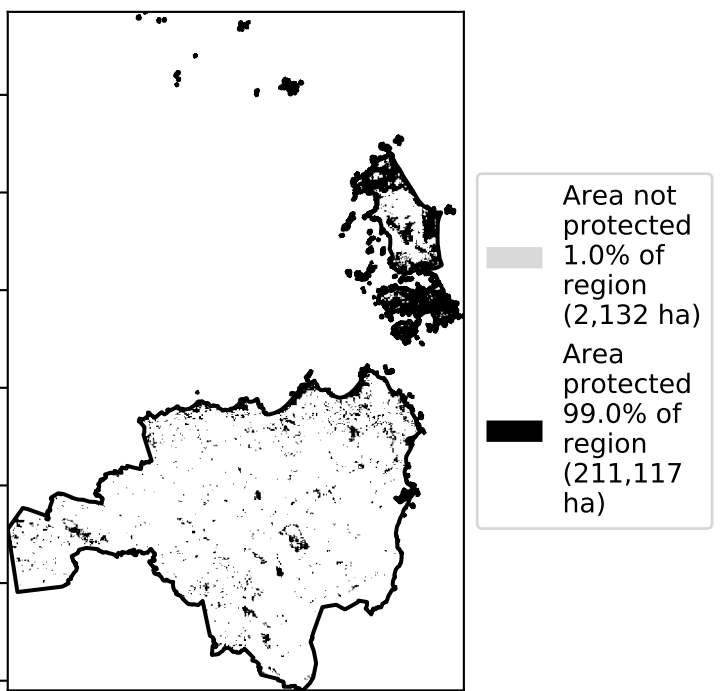 Area not
protected
1.0% of
region
(2,132 ha)
Area
protected
99.0% of
region
(211,117
ha)